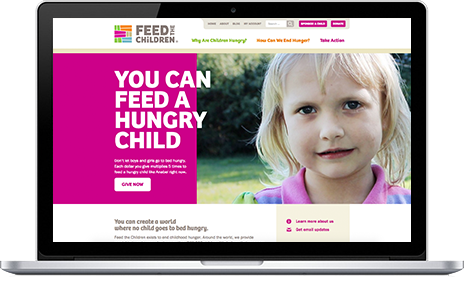 FEED THE
CHILDREN
HOME ABOUT BLOG MY ACCOUNT Search... SPONSOR A CHILD DONATE
Why Are Children Hungry? How Can We End Hunger? Take Action
YOU CAN
FEED A
HUNGRY
CHILD
Don't let boys and girls go to bed hungry.
Each dollar you give multiplies 5 times to
feed a hungry child like Anabel right now.
GIVE NOW
You can create a world
where no child goes to bed hungry.
Feed the Children exists to end childhood hunger. Around the world, we provide
Learn more about us
Get email updates